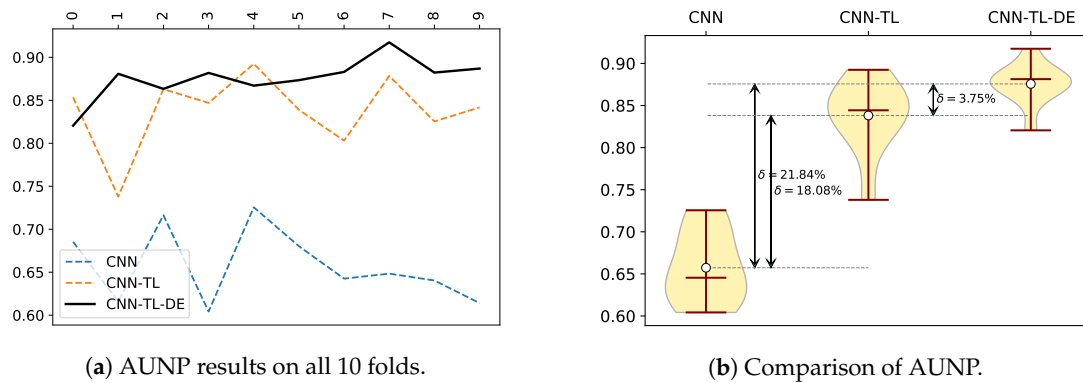 0 1 2 3 4 5 6 7 8 9
0.90
0.85
0.80
0.75
0.70
0.65
0.60
CNN
CNN-TL
CNN-TL-DE
(a) AUNP results on all 10 folds.
CNN CNN-TL CNN-TL-DE
0.90
0.85
0.80
0.75
0.70
0.65
0.60
δ = 3.75%
δ = 21.84%
δ = 18.08%
(b) Comparison of AUNP.